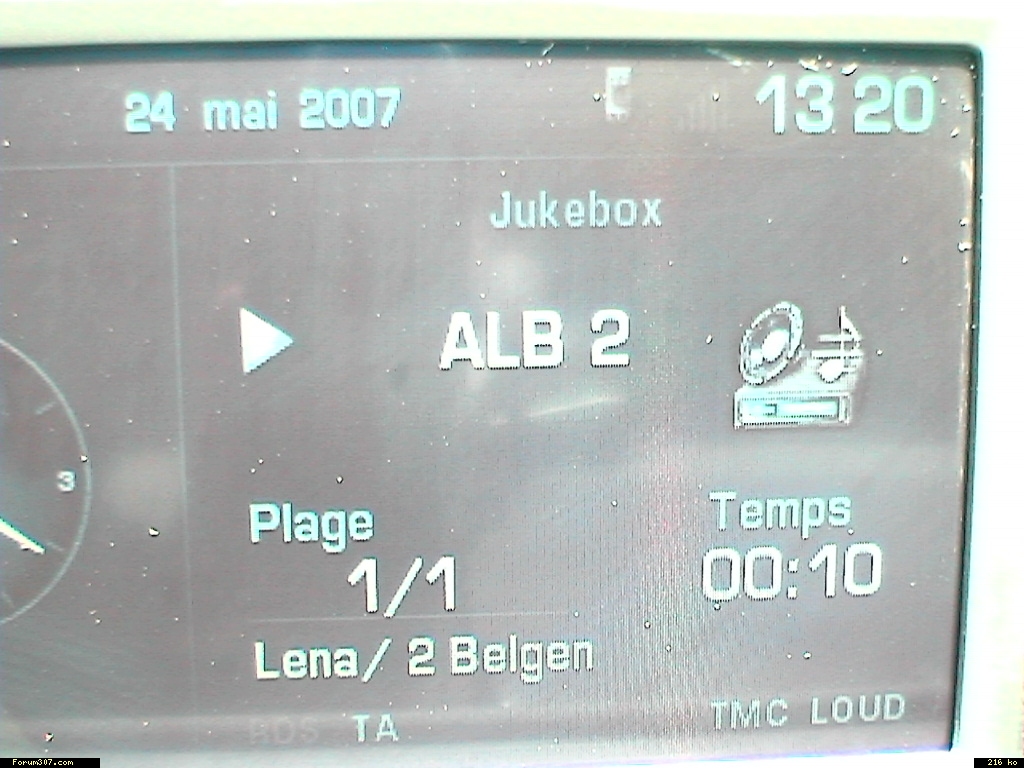 24 mai 2007 13 20
Jukebox
ALB 2
3
Plage Temps
1/1 00:10
Lena/ 2 Belgen
RDS TA TMC LOUD
Forum307.com 216 ko